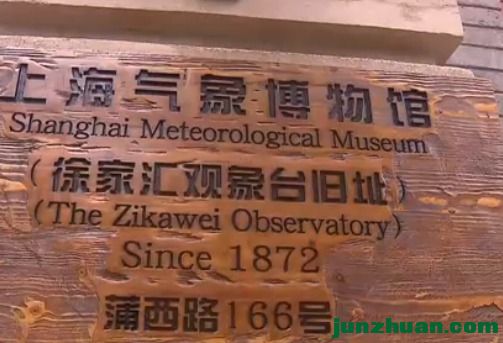 上海气象博物馆
Shanghai Meteorological Museum
(徐家汇观象台旧址)
(The Zikawei Observatory)
Since 1872
蒲西路166号
junzhuan.com